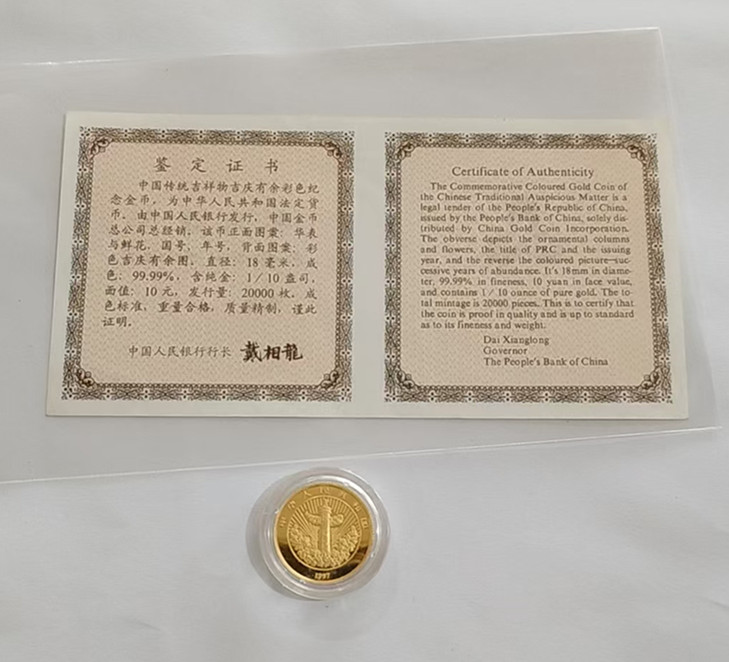 鉴定证书
中国传统吉祥物吉庆有余彩色纪
念金币，为中华人民共和国法定货
币。由中国人民银行发行，中国金币
总公司总经销。该币正面图案：华表
与鲜花、国号、年号，背面图案：彩
色吉庆有余图。直径：18毫米，成
色：99.99%，含纯金：1/10盎司，
面值：10元，发行量：20000枚。成
色标准，重量合格，质量精制，谨此
证明。
中国人民银行行长 戴相龍
Certificate of Authenticity
The Commemorative Coloured Gold Coin of
the Chinese Traditional Auspicious Matter is a
legal tender of the People's Republic of China,
issued by the People's Bank of China, solely dis-
tributed by China Gold Coin Incorporation.
The obverse depicts the ornamental columns
and flowers, the title of PRC and the issuing
year, and the reverse the coloured picture—suc-
cessive years of abundance. It's 18mm in diame-
ter, 99.99% in fineness, 10 yuan in face value,
and contains 1/10 ounce of pure gold. The to-
tal mintage is 20000 pieces. This is to certify that
the coin is proof in quality and is up to standard
as to its fineness and weight.
Dai Xianglong
Governor
The People's Bank of China
中华人民共和国
1997